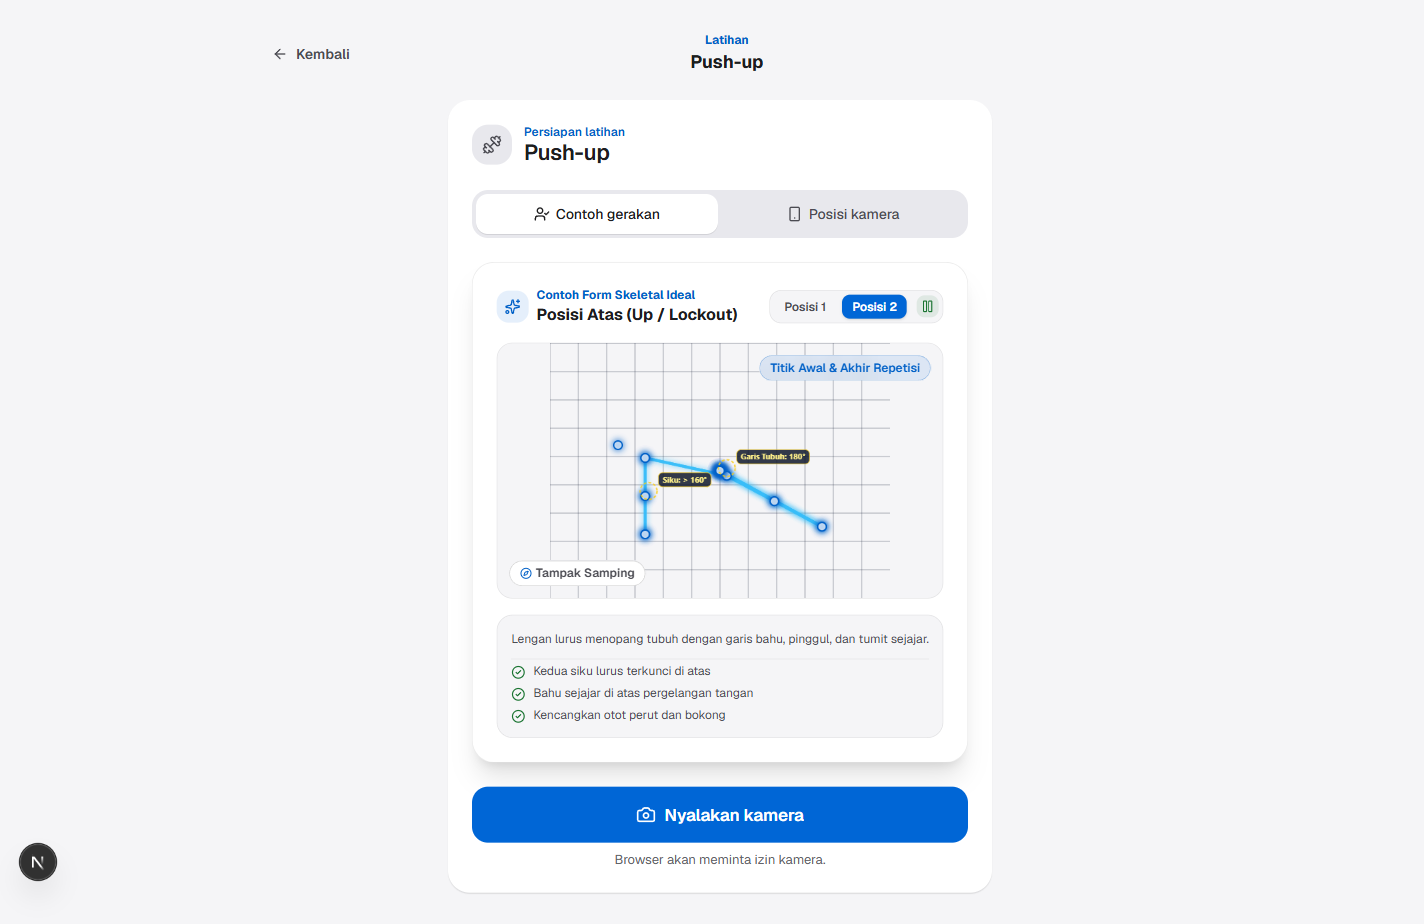 Kembali
Latihan
Push-up
Persiapan latihan
Push-up
Contoh gerakan
Posisi kamera
Contoh Form Skeletal Ideal
Posisi Atas (Up / Lockout)
Posisi 1
Posisi 2
Titik Awal & Akhir Repetisi
Garis Tubuh: 180°
Siku: > 160°
Tampak Samping
Lengan lurus menopang tubuh dengan garis bahu, pinggul, dan tumit sejajar.
Kedua siku lurus terkunci di atas
Bahu sejajar di atas pergelangan tangan
Kencangkan otot perut dan bokong
Nyalakan kamera
Browser akan meminta izin kamera.
N